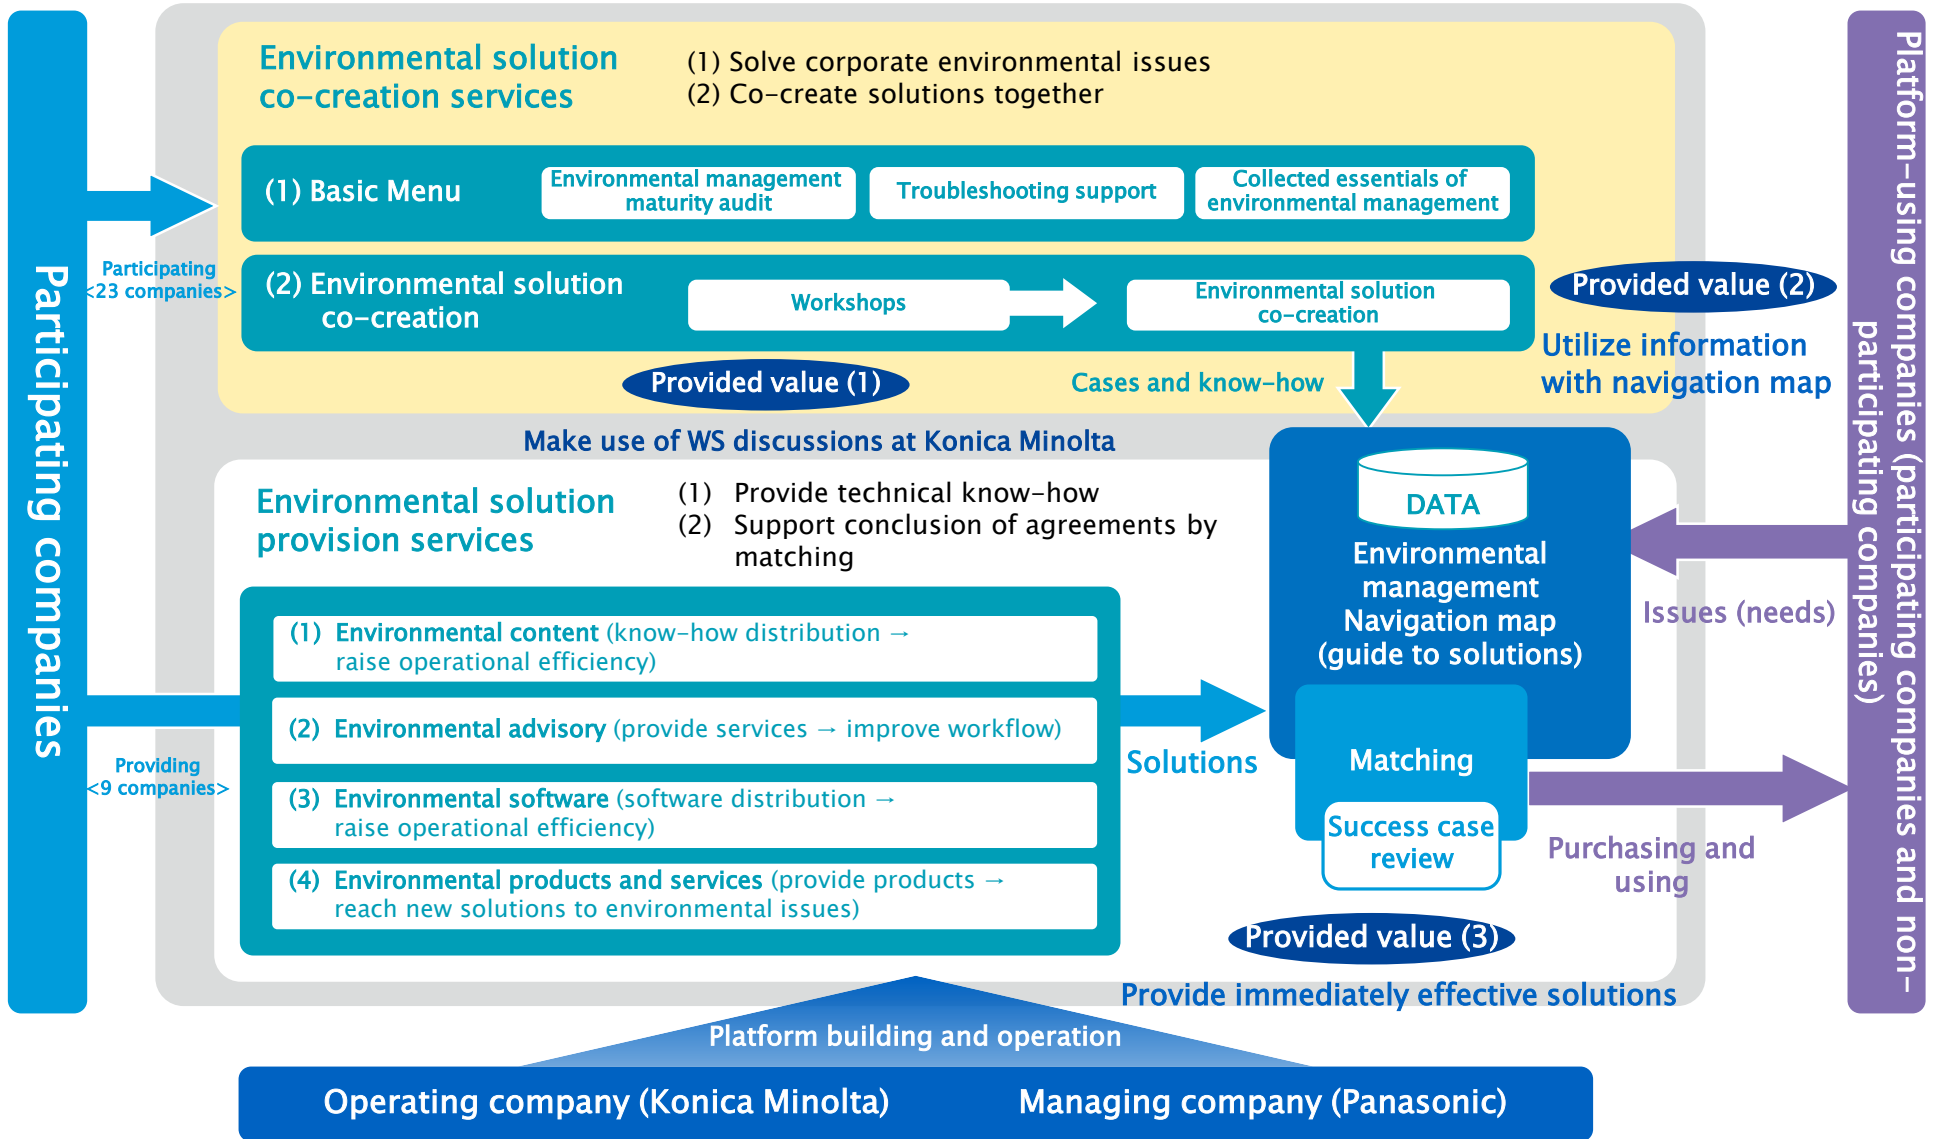 Participating companies
Participating
<23 companies>
Providing
<9 companies>
Environmental solution
co-creation services
(1) Solve corporate environmental issues
(2) Co-create solutions together
(1) Basic Menu
Environmental management
maturity audit
Troubleshooting support
Collected essentials of
environmental management
(2) Environmental solution
co-creation
Workshops
Environmental solution
co-creation
Provided value (1)
Cases and know-how
Make use of WS discussions at Konica Minolta
Provided value (2)
Utilize information
with navigation map
Environmental solution
provision services
(1) Provide technical know-how
(2) Support conclusion of agreements by
matching
(1) Environmental content (know-how distribution →
raise operational efficiency)
(2) Environmental advisory (provide services → improve workflow)
(3) Environmental software (software distribution →
raise operational efficiency)
(4) Environmental products and services (provide products →
reach new solutions to environmental issues)
Solutions
DATA
Environmental
management
Navigation map
(guide to solutions)
Matching
Success case
review
Issues (needs)
Purchasing and
using
Provided value (3)
Provide immediately effective solutions
Platform-using companies (participating companies and non-
participating companies)
Platform building and operation
Operating company (Konica Minolta)
Managing company (Panasonic)